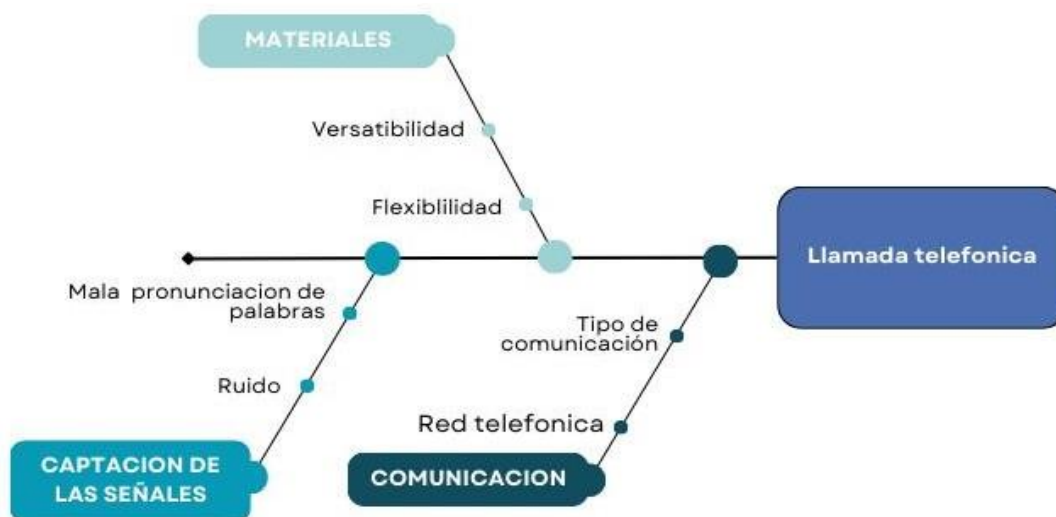 MATERIALES
Versatibilidad
Flexiblilidad
Llamada telefonica
Mala pronunciacion de
palabras
Ruido
Tipo de
comunicación
Red telefonica
CAPTACION DE
LAS SEÑALES
COMUNICACION